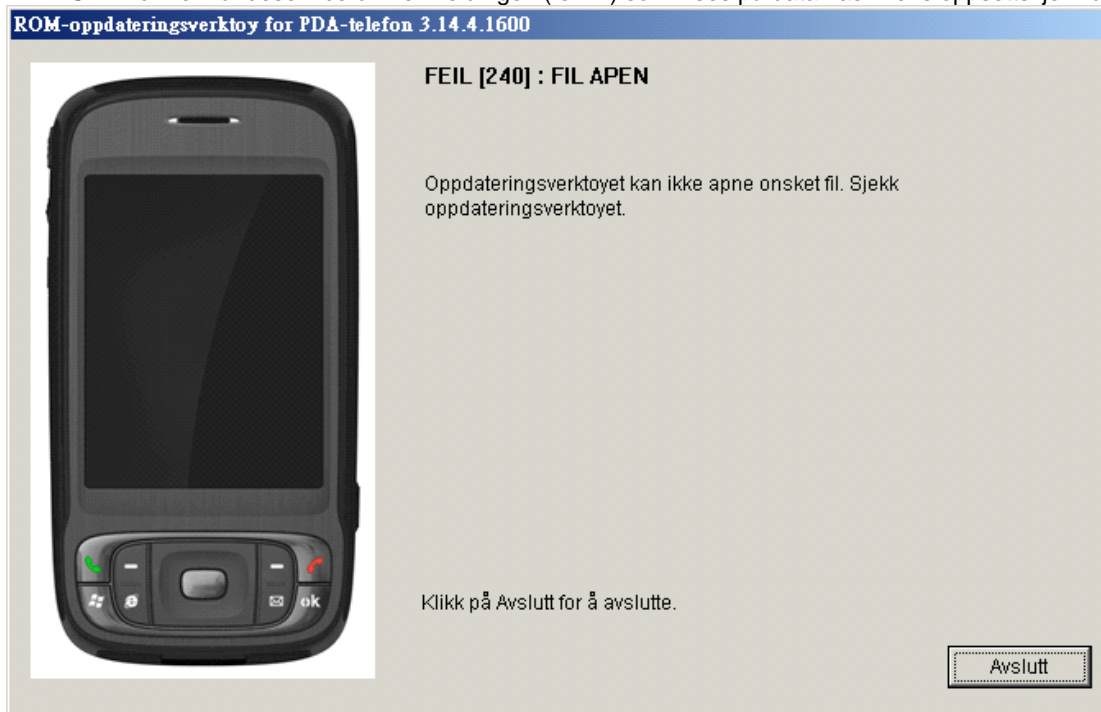 ROM-oppdateringsverktoy for PDA-telefon 3.14.4.1600
FEIL [240] : FIL APEN
Oppdateringsverktoyet kan ikke apne onsket fil. Sjekk
oppdateringsverktoyet.
ok
Klikk på Avslutt for å avslutte.
Avslutt